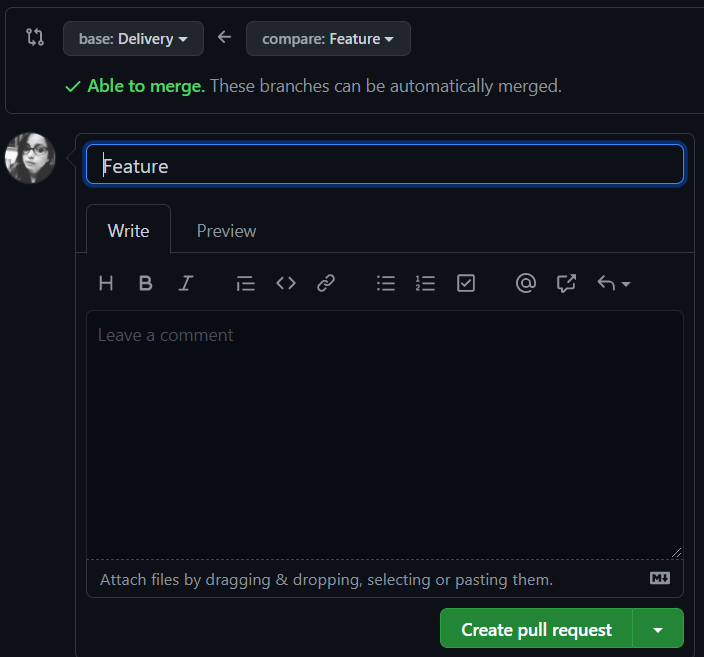 base: Delivery compare: Feature
Able to merge. These branches can be automatically merged.
Feature
Write Preview
Leave a comment
Attach files by dragging & dropping, selecting or pasting them.
Create pull request